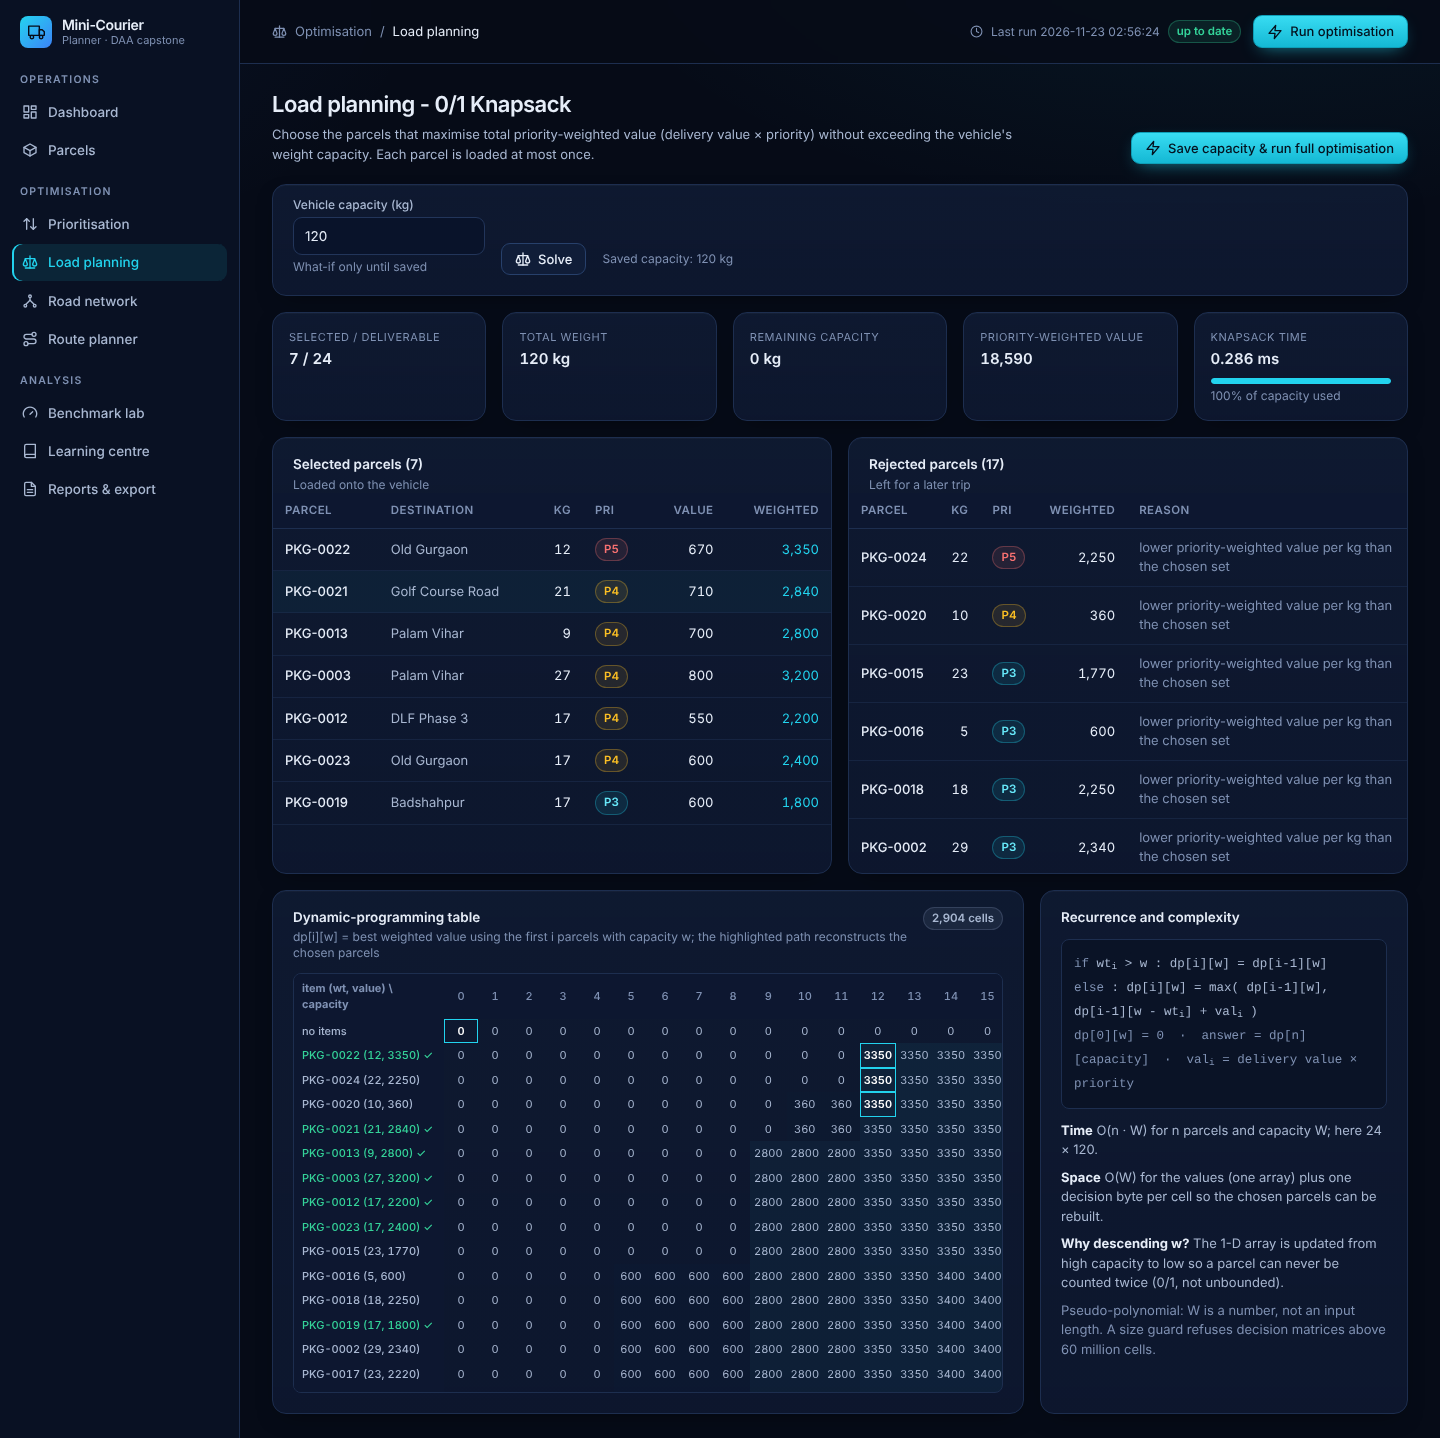 Mini-Courier
Planner · DAA capstone
OPERATIONS
Dashboard
Parcels
OPTIMISATION
Prioritisation
Load planning
Road network
Route planner
ANALYSIS
Benchmark lab
Learning centre
Reports & export
Optimisation / Load planning
Last run 2026-11-23 02:56:24 up to date Run optimisation
Load planning - 0/1 Knapsack
Choose the parcels that maximise total priority-weighted value (delivery value × priority) without exceeding the vehicle's
weight capacity. Each parcel is loaded at most once.
Save capacity & run full optimisation
Vehicle capacity (kg)
120
What-if only until saved
Solve
Saved capacity: 120 kg
SELECTED / DELIVERABLE
7 / 24
TOTAL WEIGHT
120 kg
REMAINING CAPACITY
0 kg
PRIORITY-WEIGHTED VALUE
18,590
KNAPSACK TIME
0.286 ms
100% of capacity used
Selected parcels (7)
Loaded onto the vehicle
PARCEL DESTINATION KG PRI VALUE WEIGHTED
PKG-0022 Old Gurgaon 12 P5 670 3,350
PKG-0021 Golf Course Road 21 P4 710 2,840
PKG-0013 Palam Vihar 9 P4 700 2,800
PKG-0003 Palam Vihar 27 P4 800 3,200
PKG-0012 DLF Phase 3 17 P4 550 2,200
PKG-0023 Old Gurgaon 17 P4 600 2,400
PKG-0019 Badshahpur 17 P3 600 1,800
Rejected parcels (17)
Left for a later trip
PARCEL KG PRI WEIGHTED REASON
PKG-0024 22 P5 2,250 lower priority-weighted value per kg than
the chosen set
PKG-0020 10 P4 360 lower priority-weighted value per kg than
the chosen set
PKG-0015 23 P3 1,770 lower priority-weighted value per kg than
the chosen set
PKG-0016 5 P3 600 lower priority-weighted value per kg than
the chosen set
PKG-0018 18 P3 2,250 lower priority-weighted value per kg than
the chosen set
PKG-0002 29 P3 2,340 lower priority-weighted value per kg than
the chosen set
Dynamic-programming table
2,904 cells
dp[i][w] = best weighted value using the first i parcels with capacity w; the highlighted path reconstructs the
chosen parcels
item (wt, value) \
capacity
0 1 2 3 4 5 6 7 8 9 10 11 12 13 14 15
no items 0 0 0 0 0 0 0 0 0 0 0 0 0 0 0 0
PKG-0022 (12, 3350) ✓ 0 0 0 0 0 0 0 0 0 0 0 0 3350 3350 3350 3350
PKG-0024 (22, 2250) 0 0 0 0 0 0 0 0 0 0 0 0 3350 3350 3350 3350
PKG-0020 (10, 360) 0 0 0 0 0 0 0 0 0 0 360 360 3350 3350 3350 3350
PKG-0021 (21, 2840) ✓ 0 0 0 0 0 0 0 0 0 0 360 360 3350 3350 3350 3350
PKG-0013 (9, 2800) ✓ 0 0 0 0 0 0 0 0 0 2800 2800 2800 3350 3350 3350 3350
PKG-0003 (27, 3200) ✓ 0 0 0 0 0 0 0 0 0 2800 2800 2800 3350 3350 3350 3350
PKG-0012 (17, 2200) ✓ 0 0 0 0 0 0 0 0 0 2800 2800 2800 3350 3350 3350 3350
PKG-0023 (17, 2400) ✓ 0 0 0 0 0 0 0 0 0 2800 2800 2800 3350 3350 3350 3350
PKG-0015 (23, 1770) 0 0 0 0 0 0 0 0 0 2800 2800 2800 3350 3350 3350 3350
PKG-0016 (5, 600) 0 0 0 0 0 600 600 600 600 2800 2800 2800 3350 3350 3400 3400
PKG-0018 (18, 2250) 0 0 0 0 0 600 600 600 600 2800 2800 2800 3350 3350 3400 3400
PKG-0019 (17, 1800) ✓ 0 0 0 0 0 600 600 600 600 2800 2800 2800 3350 3350 3400 3400
PKG-0002 (29, 2340) 0 0 0 0 0 600 600 600 600 2800 2800 2800 3350 3350 3400 3400
PKG-0017 (23, 2220) 0 0 0 0 0 600 600 600 600 2800 2800 2800 3350 3350 3400 3400
Recurrence and complexity
if wtᵢ > w : dp[i][w] = dp[i-1][w]
else : dp[i][w] = max( dp[i-1][w],
dp[i-1][w - wtᵢ] + valᵢ )
dp[0][w] = 0 · answer = dp[n]
[capacity] · valᵢ = delivery value ×
priority
Time O(n · W) for n parcels and capacity W; here 24
× 120.
Space O(W) for the values (one array) plus one
decision byte per cell so the chosen parcels can be
rebuilt.
Why descending w? The 1-D array is updated from
high capacity to low so a parcel can never be
counted twice (0/1, not unbounded).
Pseudo-polynomial: W is a number, not an input
length. A size guard refuses decision matrices above
60 million cells.